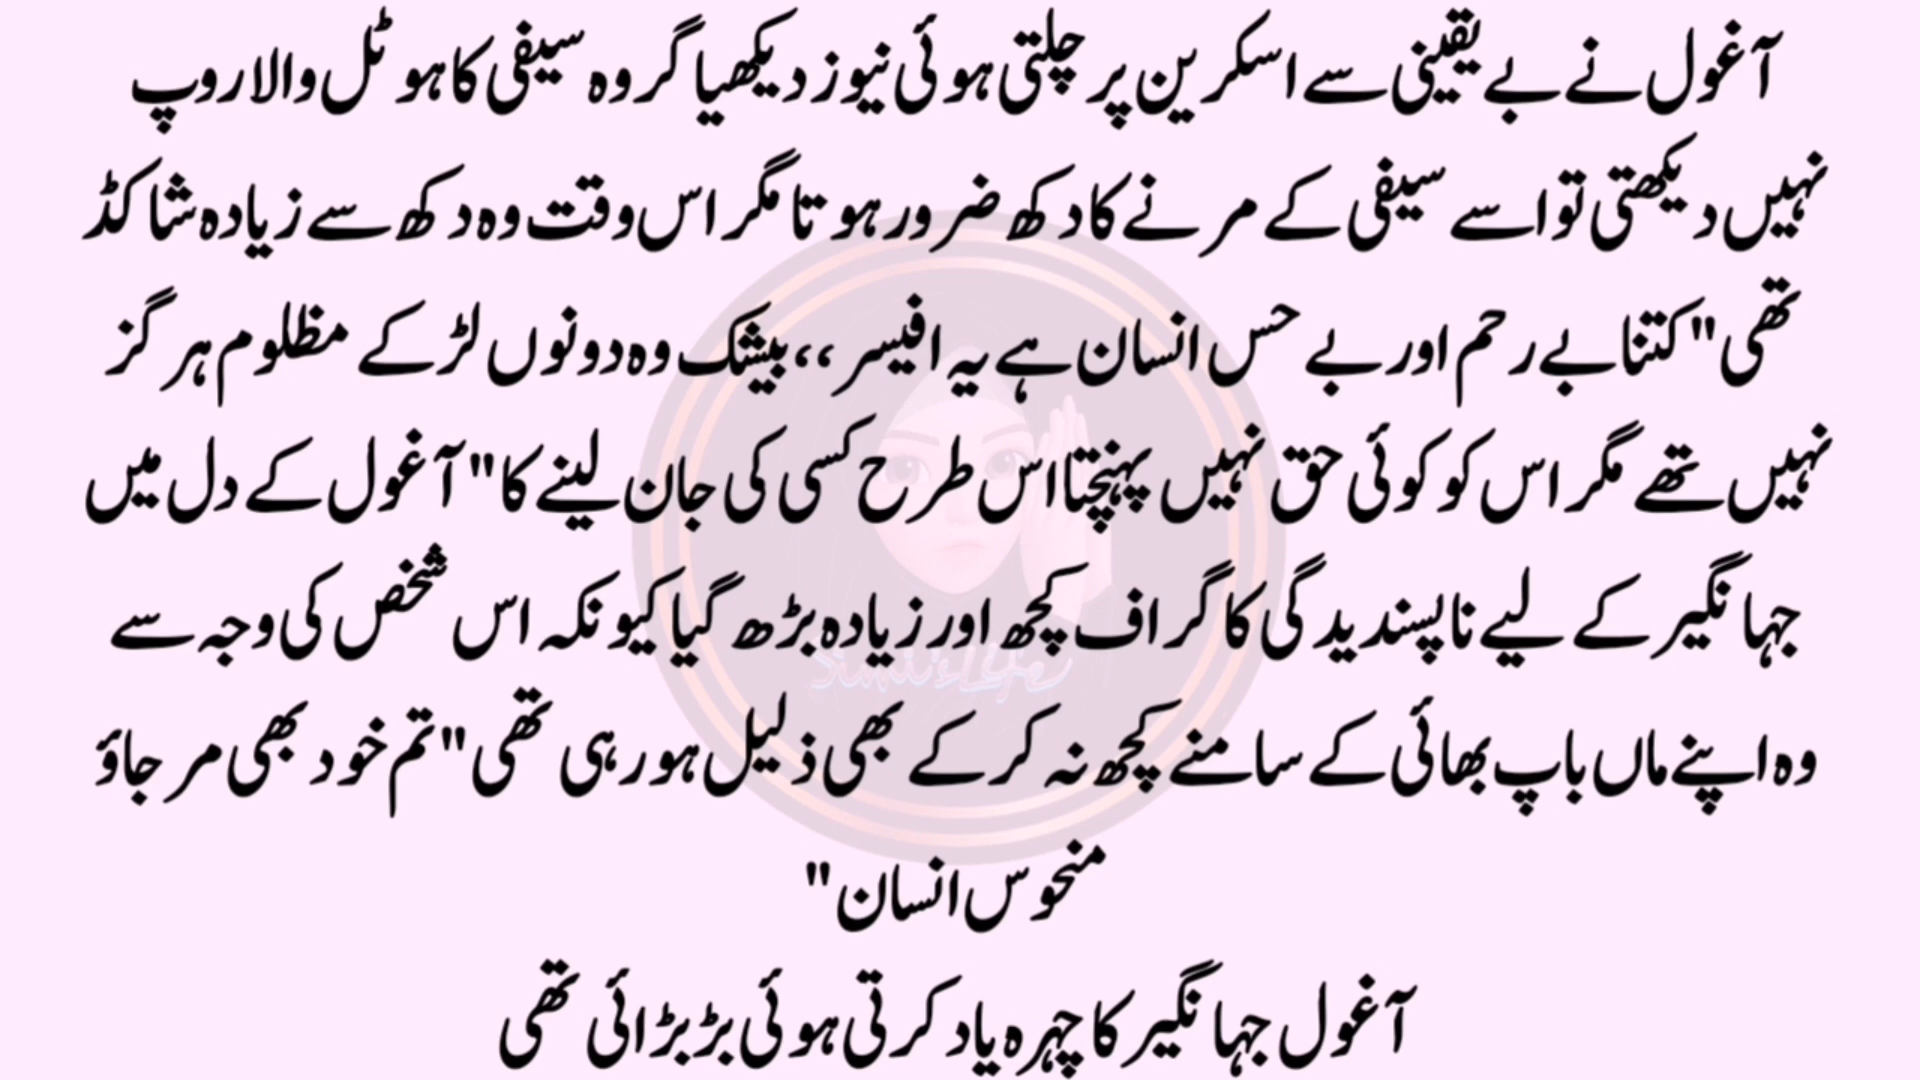 آغول نے بے یقینی سے اسکرین پر چلتی ہوئی نیوز دیکھیا گر وہ سیفی کا ہوٹل والا روپ
نہیں دیکھتی تو اسے سیفی کے مرنے کا دکھ ضرور ہوتا مگر اس وقت وہ دکھ سے زیادہ شاکڈ
تھی "کتنا بے رحم اور بے حس انسان ہے یہ افیسر ،،بیشک وہ دونوں لڑکے مظلوم ہر گز
نہیں تھے مگر اس کو کوئی حق نہیں پہنچتا اس طرح کسی کی جان لینے کا" آغول کے دل میں
جہانگیر کے لیے ناپسندیدگی کا گراف کچھ اور زیادہ بڑھ گیا کیونکہ اس شخص کی وجہ سے
وہ اپنے ماں باپ بھائی کے سامنے کچھ نہ کر کے بھی ذلیل ہو رہی تھی "تم خود بھی مر جاؤ
منحوس انسان"
آغول جہانگیر کا چہرہ یاد کرتی ہوئی بڑبڑائی تھی